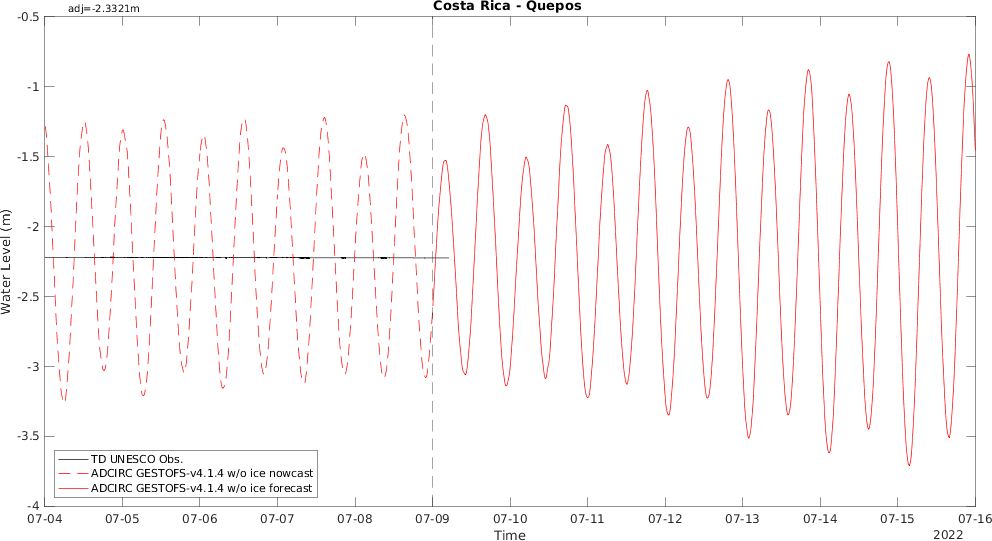 adj=-2.3321m
Costa Rica - Quepos
-0.5
-1
-1.5
-2
-2.5
-3
-3.5
-4
Water Level (m)
TD UNESCO Obs.
ADCIRC GESTOFS-v4.1.4 w/o ice nowcast
ADCIRC GESTOFS-v4.1.4 w/o ice forecast
07-04 07-05 07-06 07-07 07-08 07-09 07-10 07-11 07-12 07-13 07-14 07-15 07-16
Time
2022